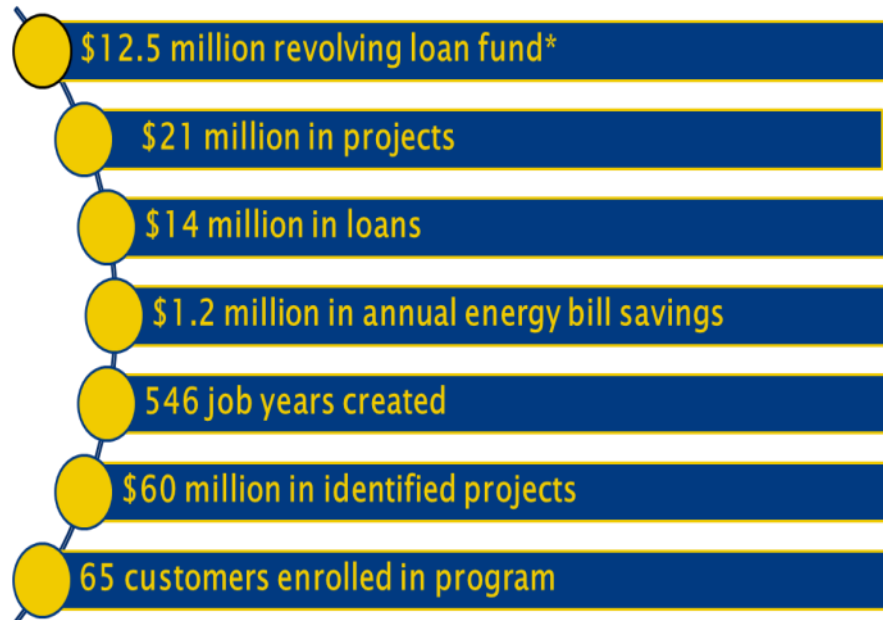 $12.5 million revolving loan fund*
$21 million in projects
$14 million in loans
$1.2 million in annual energy bill savings
546 job years created
$60 million in identified projects
65 customers enrolled in program